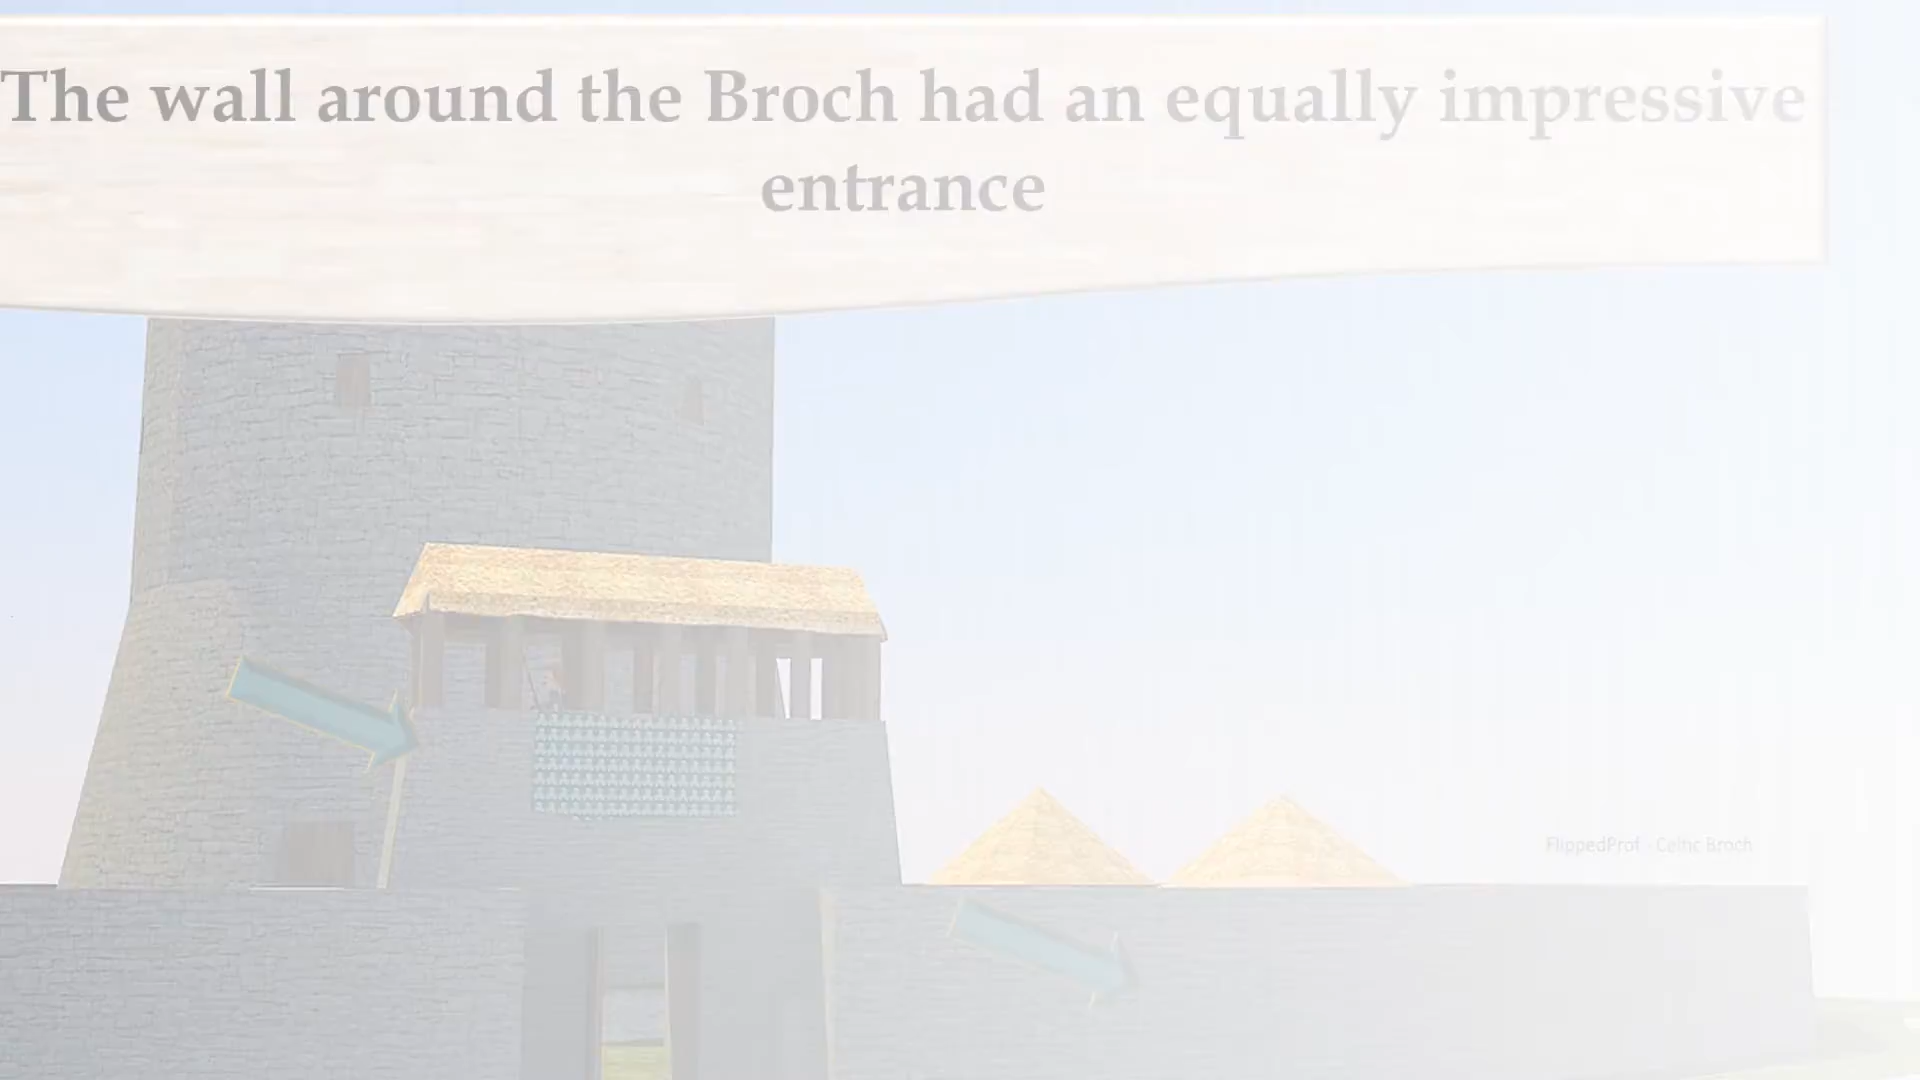 The wall around the Broch had an equally impressive
entrance
FlippedProf - Celtic Broch